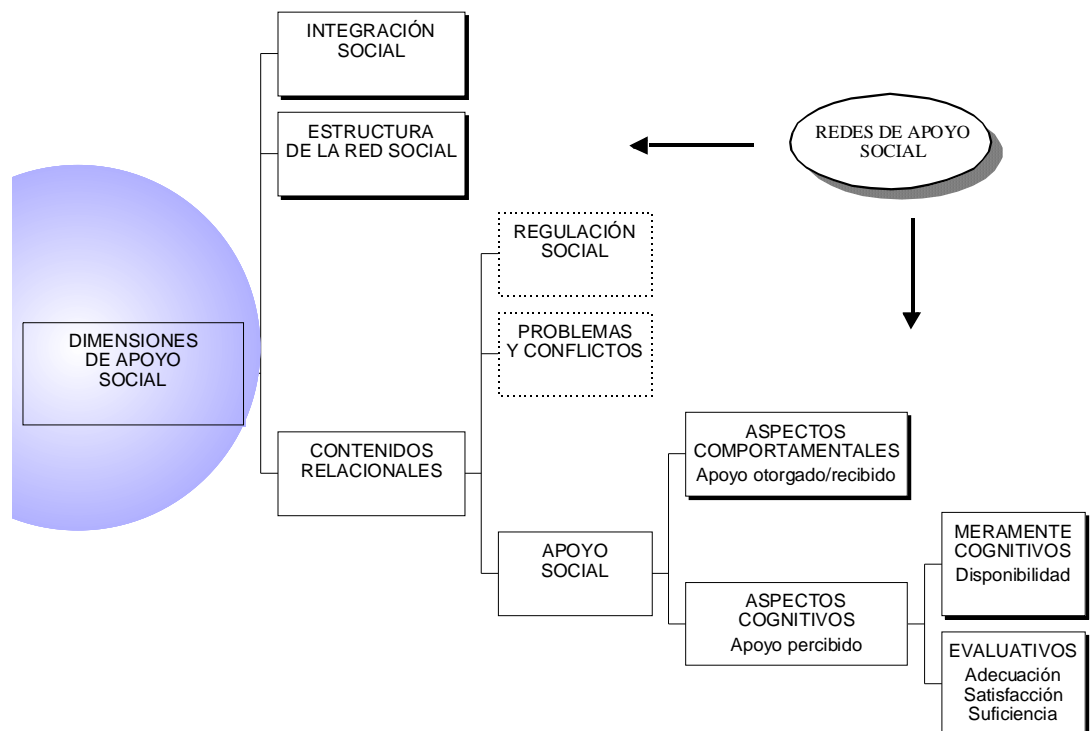 INTEGRACIÓN
SOCIAL
ESTRUCTURA
DE LA RED SOCIAL
REDES DE APOYO
SOCIAL
REGULACIÓN
SOCIAL
PROBLEMAS
Y CONFLICTOS
DIMENSIONES
DE APOYO
SOCIAL
CONTENIDOS
RELACIONALES
ASPECTOS
COMPORTAMENTALES
Apoyo otorgado/recibido
APOYO
SOCIAL
ASPECTOS
COGNITIVOS
Apoyo percibido
MERAMENTE
COGNITIVOS
Disponibilidad
EVALUATIVOS
Adecuación
Satisfacción
Suficiencia